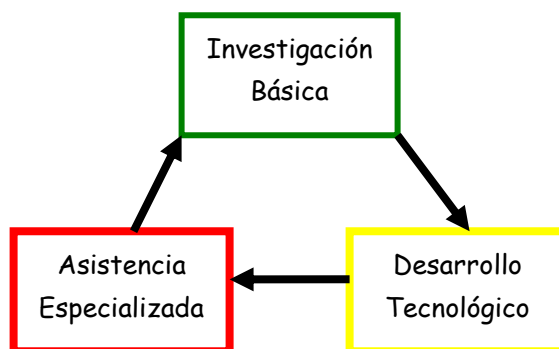 Investigación
Básica
Asistencia
Especializada
Desarrollo
Tecnológico